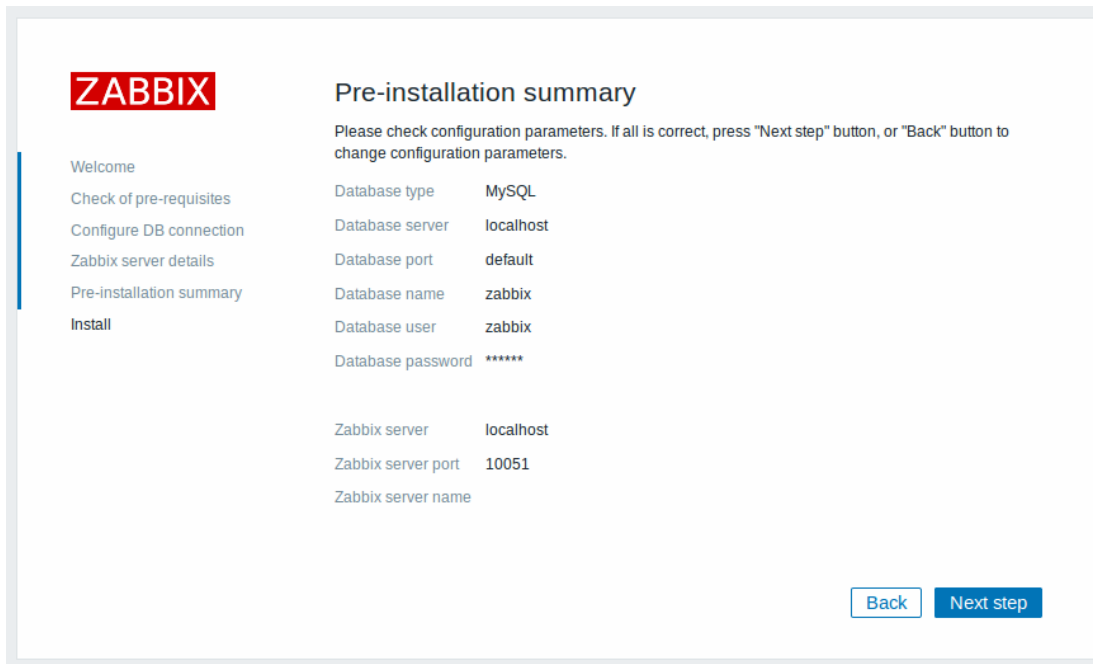 ZABBIX
Welcome
Check of pre-requisites
Configure DB connection
Zabbix server details
Pre-installation summary
Install
Pre-installation summary
Please check configuration parameters. If all is correct, press "Next step" button, or "Back" button to
change configuration parameters.
Database type MySQL
Database server localhost
Database port default
Database name zabbix
Database user zabbix
Database password ******
Zabbix server localhost
Zabbix server port 10051
Zabbix server name
Back Next step